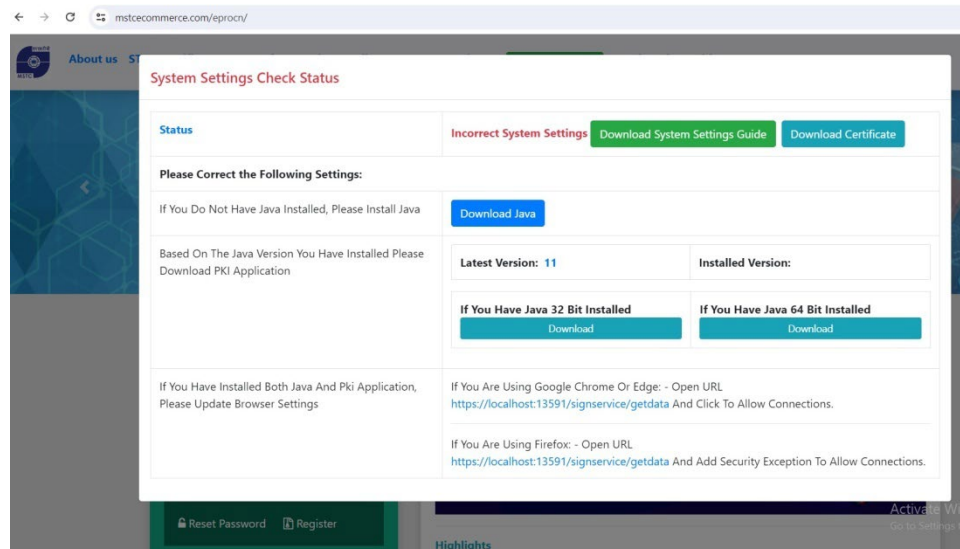 mstcecommerce.com/eprocn/
MSTC
About us ST
System Settings Check Status
Status
Incorrect System Settings Download System Settings Guide Download Certificate
Please Correct the Following Settings:
If You Do Not Have Java Installed, Please Install Java
Download Java
Based On The Java Version You Have Installed Please
Download PKI Application
Latest Version: 11
Installed Version:
If You Have Java 32 Bit Installed
Download
If You Have Java 64 Bit Installed
Download
If You Have Installed Both Java And Pki Application,
Please Update Browser Settings
If You Are Using Google Chrome Or Edge: - Open URL
https://localhost:13591/signservice/getdata And Click To Allow Connections.
If You Are Using Firefox: - Open URL
https://localhost:13591/signservice/getdata And Add Security Exception To Allow Connections.
Reset Password Register
Highlights
Activate Wi
Go to Settings t